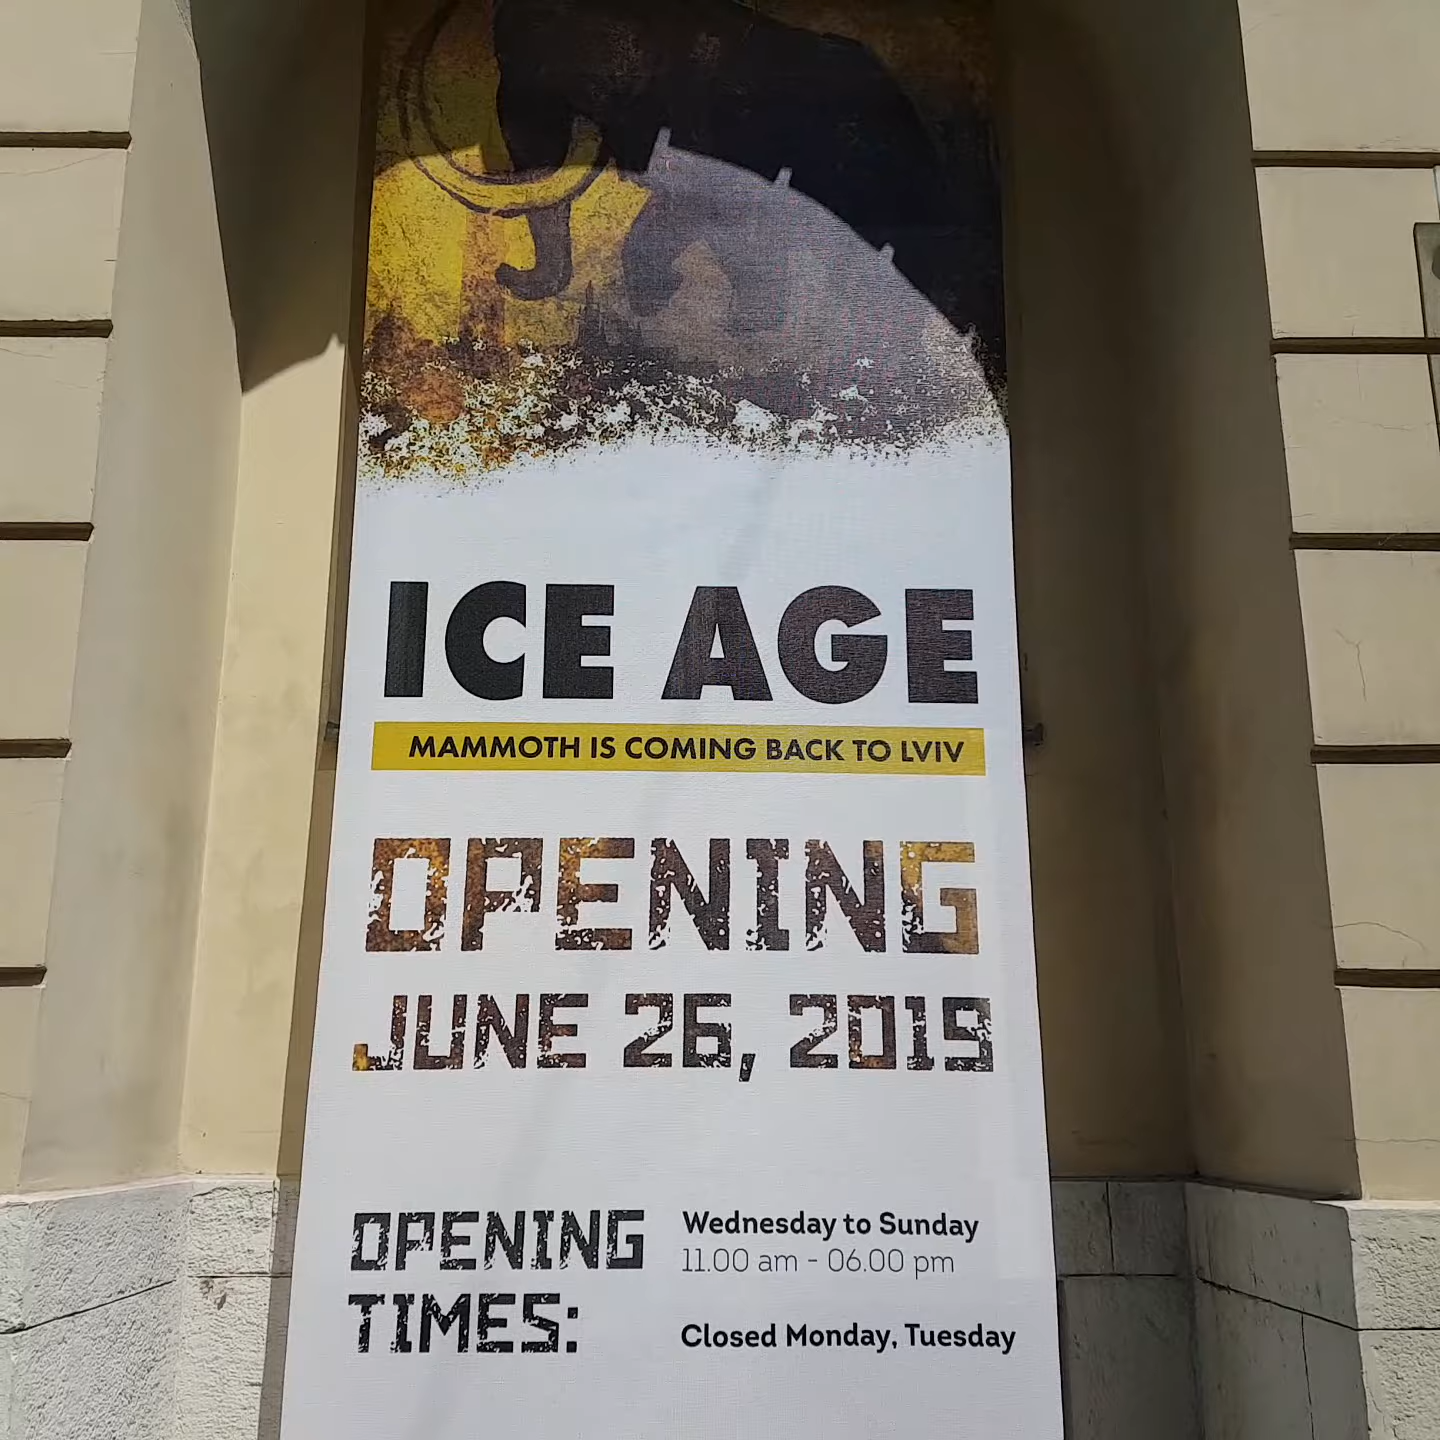 ICE AGE
MAMMOTH IS COMING BACK TO LVIV
OPENING
JUNE 26, 2019
OPENING
TIMES:
Wednesday to Sunday
11.00 am - 06.00 pm
Closed Monday, Tuesday